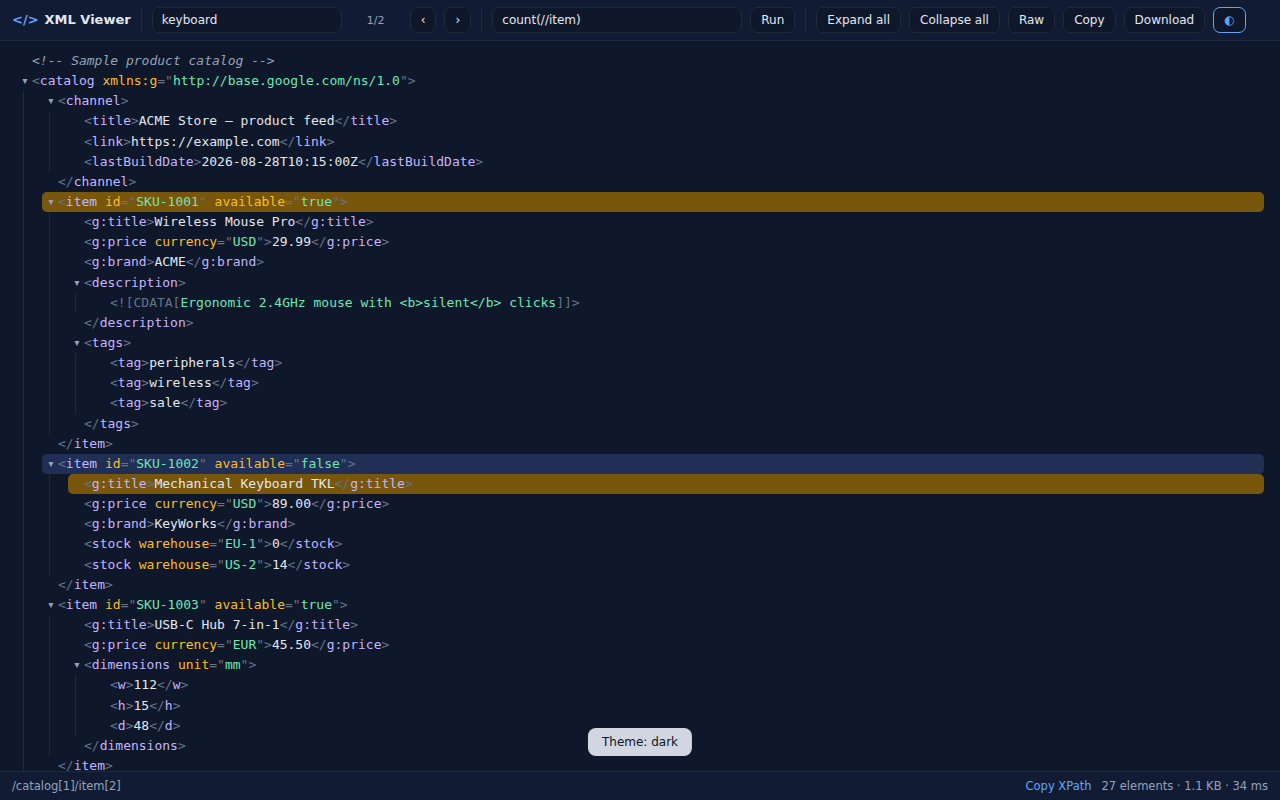 </> XML Viewer keyboard 1/2 ‹ › count(//item) Run Expand all Collapse all Raw Copy Download ◐
<!-- Sample product catalog -->
▾ <catalog xmlns:g="http://base.google.com/ns/1.0">
▾ <channel>
<title>ACME Store — product feed</title>
<link>https://example.com</link>
<lastBuildDate>2026-08-28T10:15:00Z</lastBuildDate>
</channel>
▾ <item id="SKU-1001" available="true">
<g:title>Wireless Mouse Pro</g:title>
<g:price currency="USD">29.99</g:price>
<g:brand>ACME</g:brand>
▾ <description>
<![CDATA[Ergonomic 2.4GHz mouse with <b>silent</b> clicks]]>
</description>
▾ <tags>
<tag>peripherals</tag>
<tag>wireless</tag>
<tag>sale</tag>
</tags>
</item>
▾ <item id="SKU-1002" available="false">
<g:title>Mechanical Keyboard TKL</g:title>
<g:price currency="USD">89.00</g:price>
<g:brand>KeyWorks</g:brand>
<stock warehouse="EU-1">0</stock>
<stock warehouse="US-2">14</stock>
</item>
▾ <item id="SKU-1003" available="true">
<g:title>USB-C Hub 7-in-1</g:title>
<g:price currency="EUR">45.50</g:price>
▾ <dimensions unit="mm">
<w>112</w>
<h>15</h>
<d>48</d>
</dimensions>
Theme: dark
</item>
/catalog[1]/item[2] Copy XPath 27 elements · 1.1 KB · 34 ms